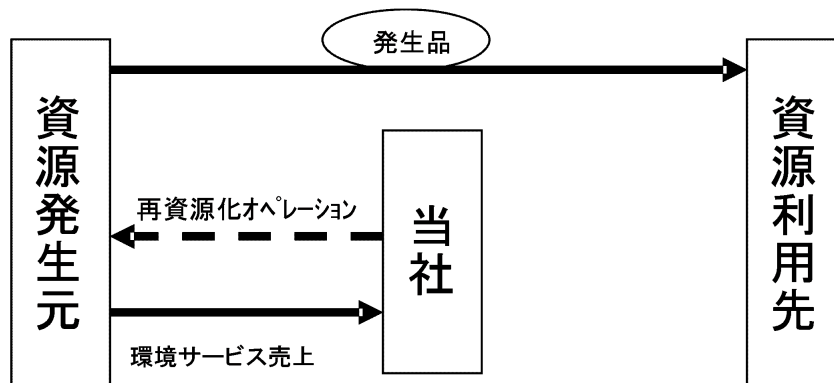 発生品
資源発生元
再資源化オペレーション
当社
環境サービス売上
資源利用先